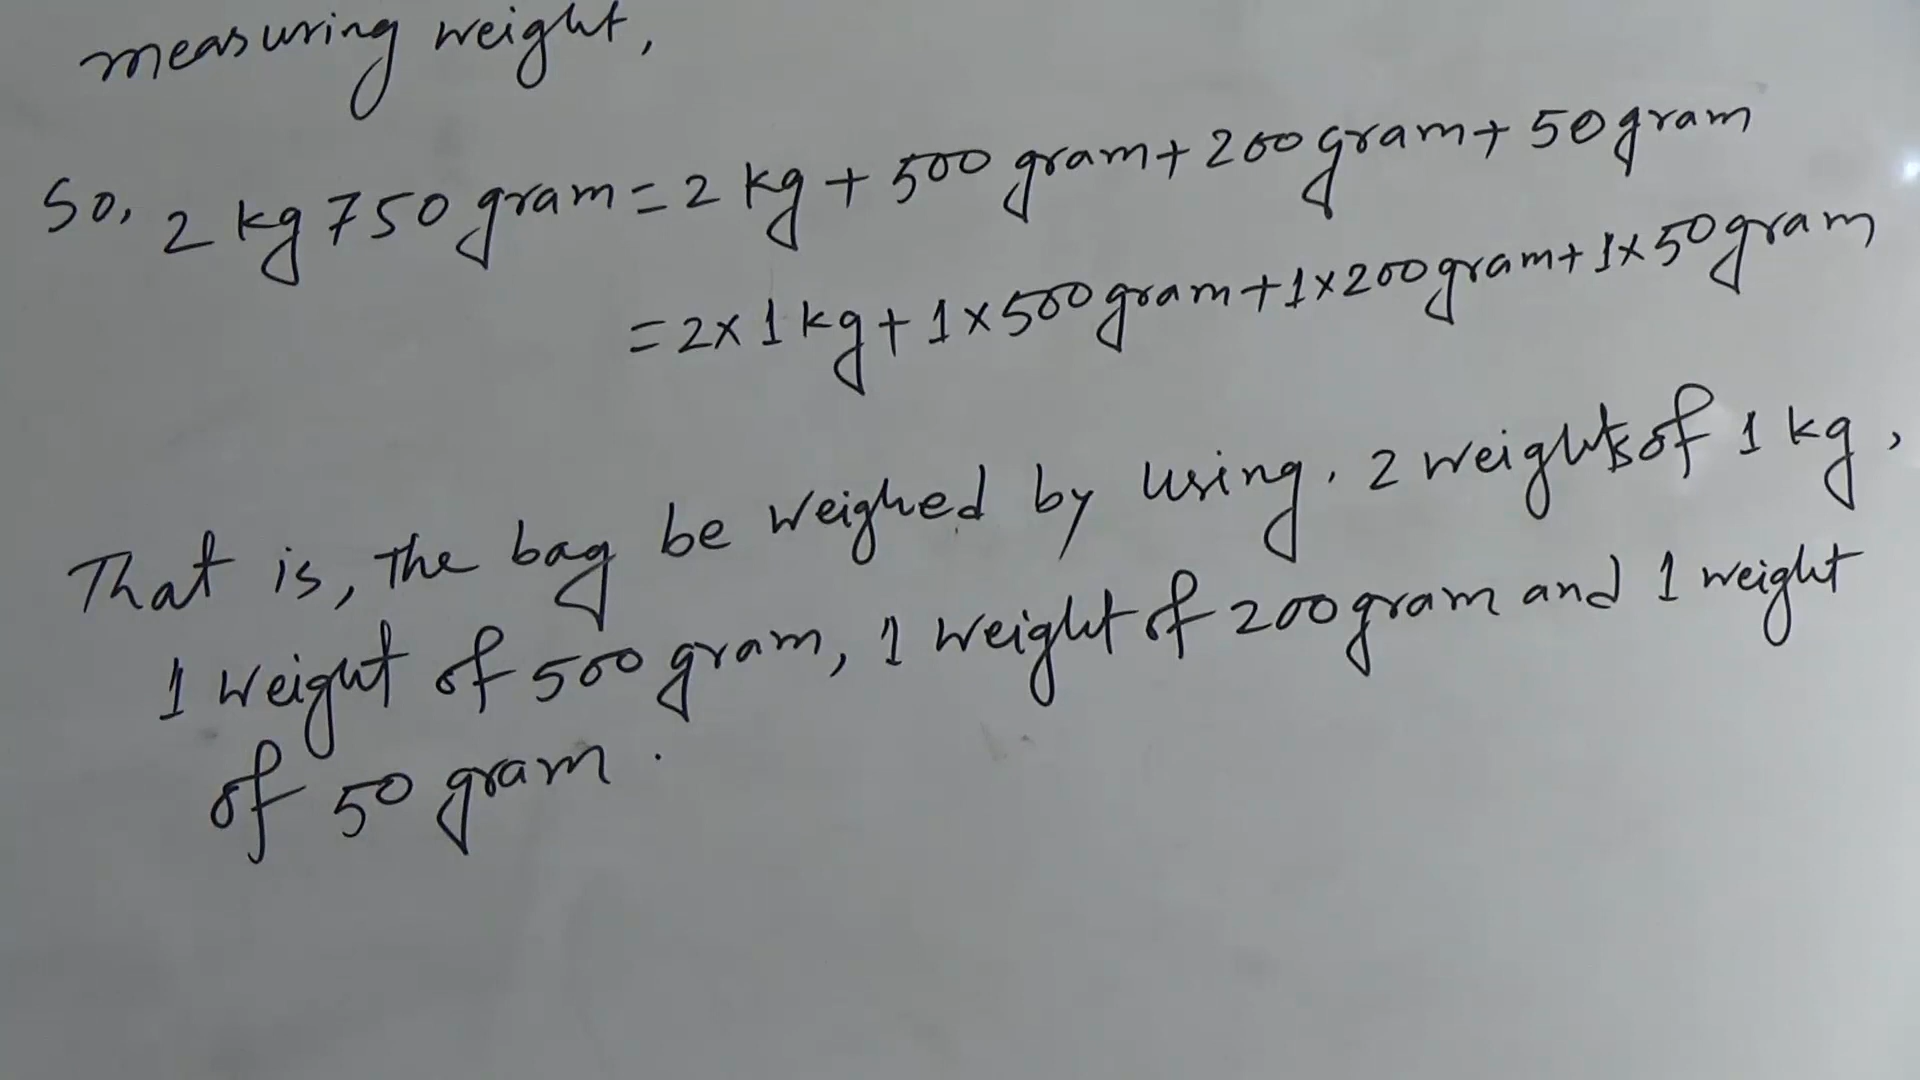 measuring weight,
So, 2 kg 750 gram = 2 kg + 500 gram + 200 gram + 50 gram
= 2 x 1 kg + 1 x 500 gram + 1 x 200 gram + 1 x 50 gram
That is, the bag be weighed by using. 2 weights of 1 kg,
1 weight of 500 gram, 1 weight of 200 gram and 1 weight
of 50 gram.